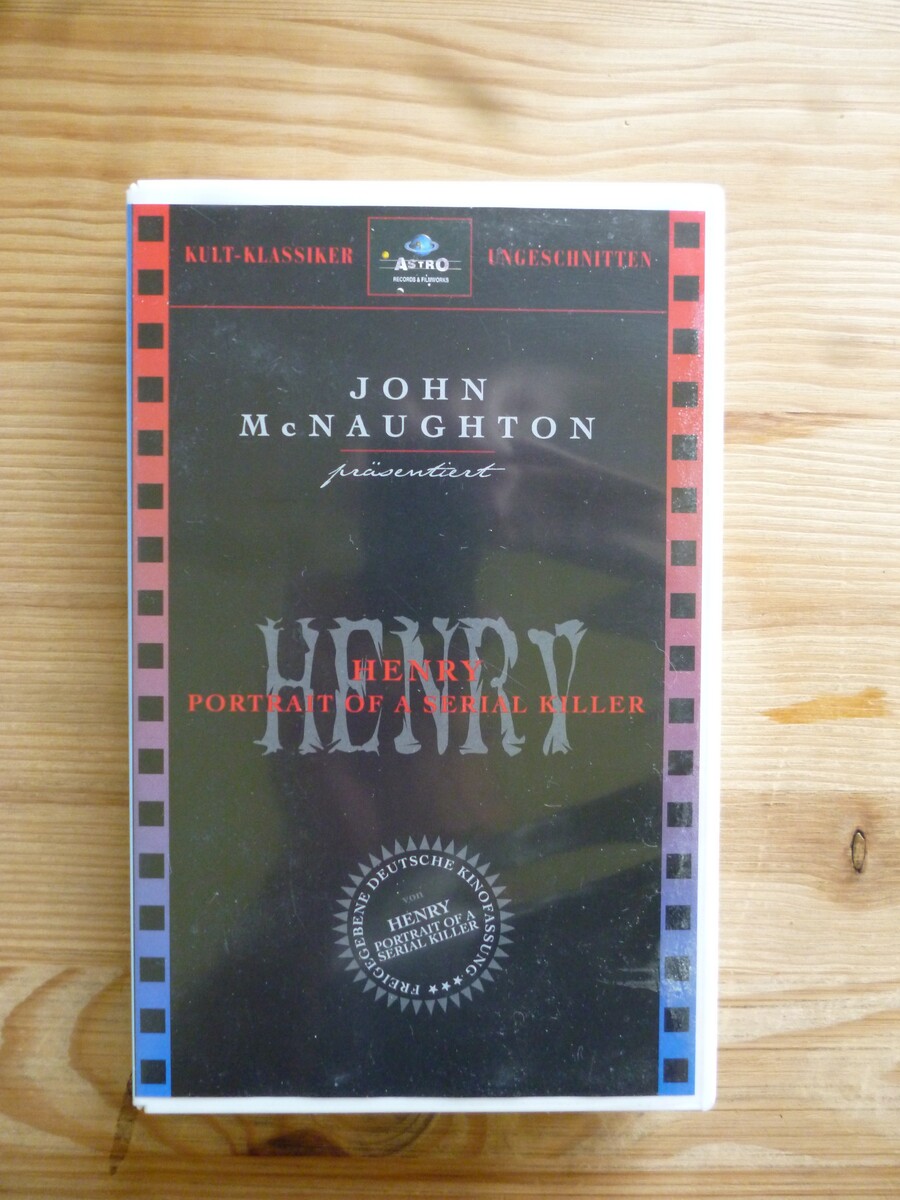 KULT-KLASSIKER
ASTRO
RECORDS & FILMWORKS
UNGESCHNITTEN
JOHN
McNAUGHTON
präsentiert
HENRY
HENRY
PORTRAIT OF A SERIAL KILLER
FREIGEGEBENE DEUTSCHE KINOFASSUNG ★★★
von
HENRY
PORTRAIT OF A
SERIAL KILLER